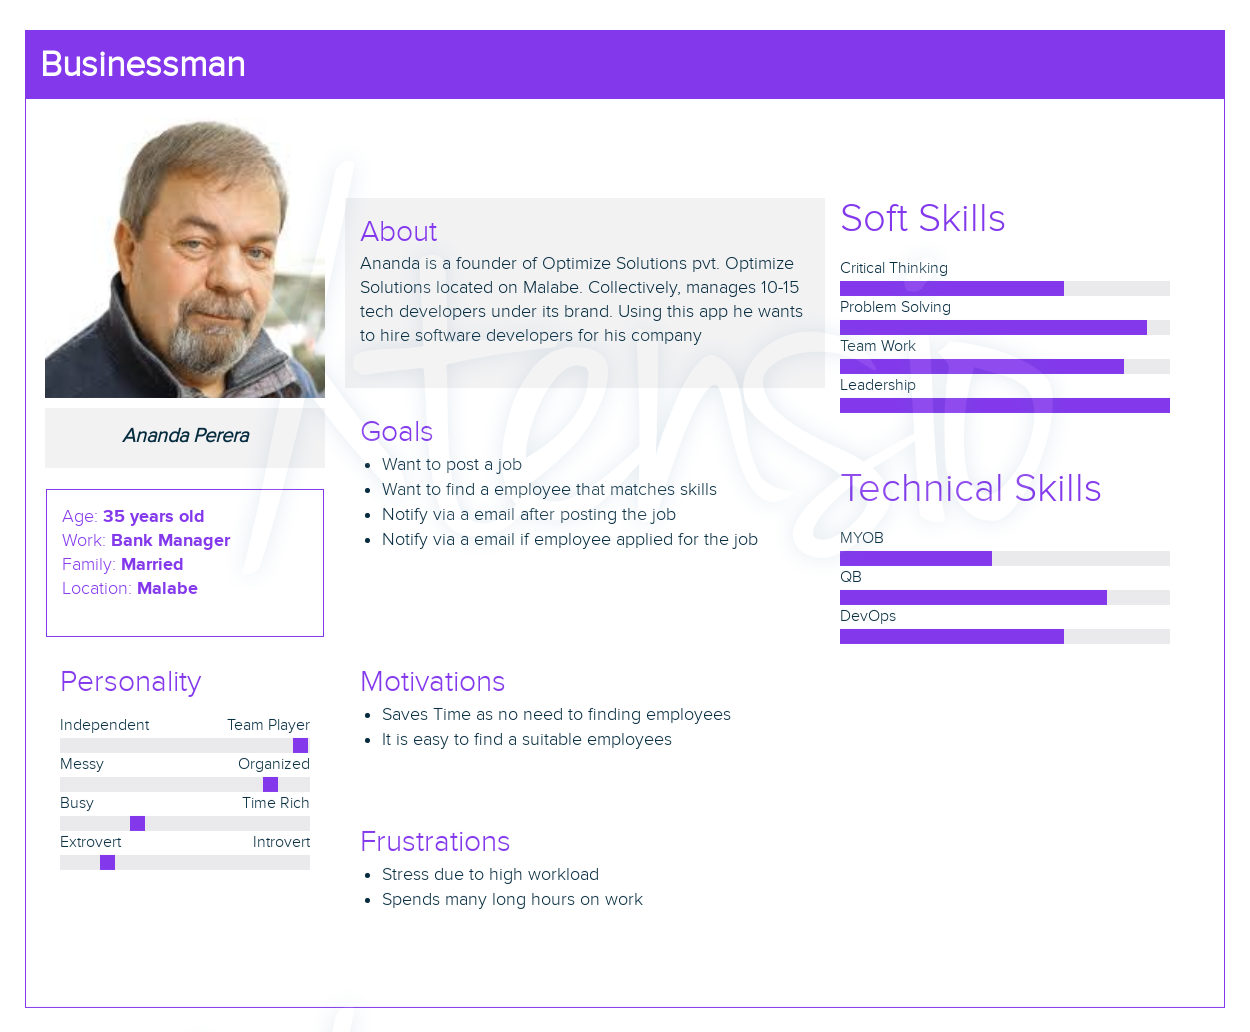 Businessman
Ananda Perera
Age: 35 years old
Work: Bank Manager
Family: Married
Location: Malabe
Personality
Independent Team Player
Messy Organized
Busy Time Rich
Extrovert Introvert
About
Ananda is a founder of Optimize Solutions pvt. Optimize
Solutions located on Malabe. Collectively, manages 10-15
tech developers under its brand. Using this app he wants
to hire software developers for his company
Goals
Want to post a job
Want to find a employee that matches skills
Notify via a email after posting the job
Notify via a email if employee applied for the job
Motivations
Saves Time as no need to finding employees
It is easy to find a suitable employees
Frustrations
Stress due to high workload
Spends many long hours on work
Soft Skills
Critical Thinking
Problem Solving
Team Work
Leadership
Technical Skills
MYOB
QB
DevOps
Xtensio